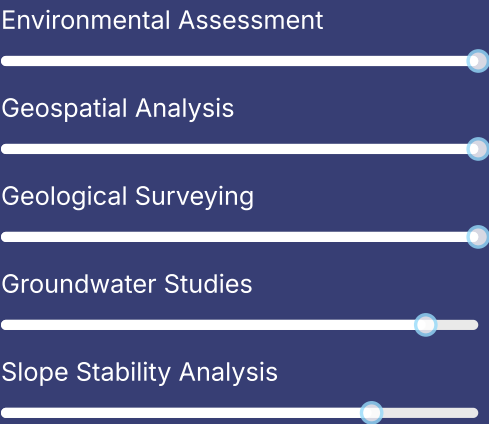 Environmental Assessment
Geospatial Analysis
Geological Surveying
Groundwater Studies
Slope Stability Analysis